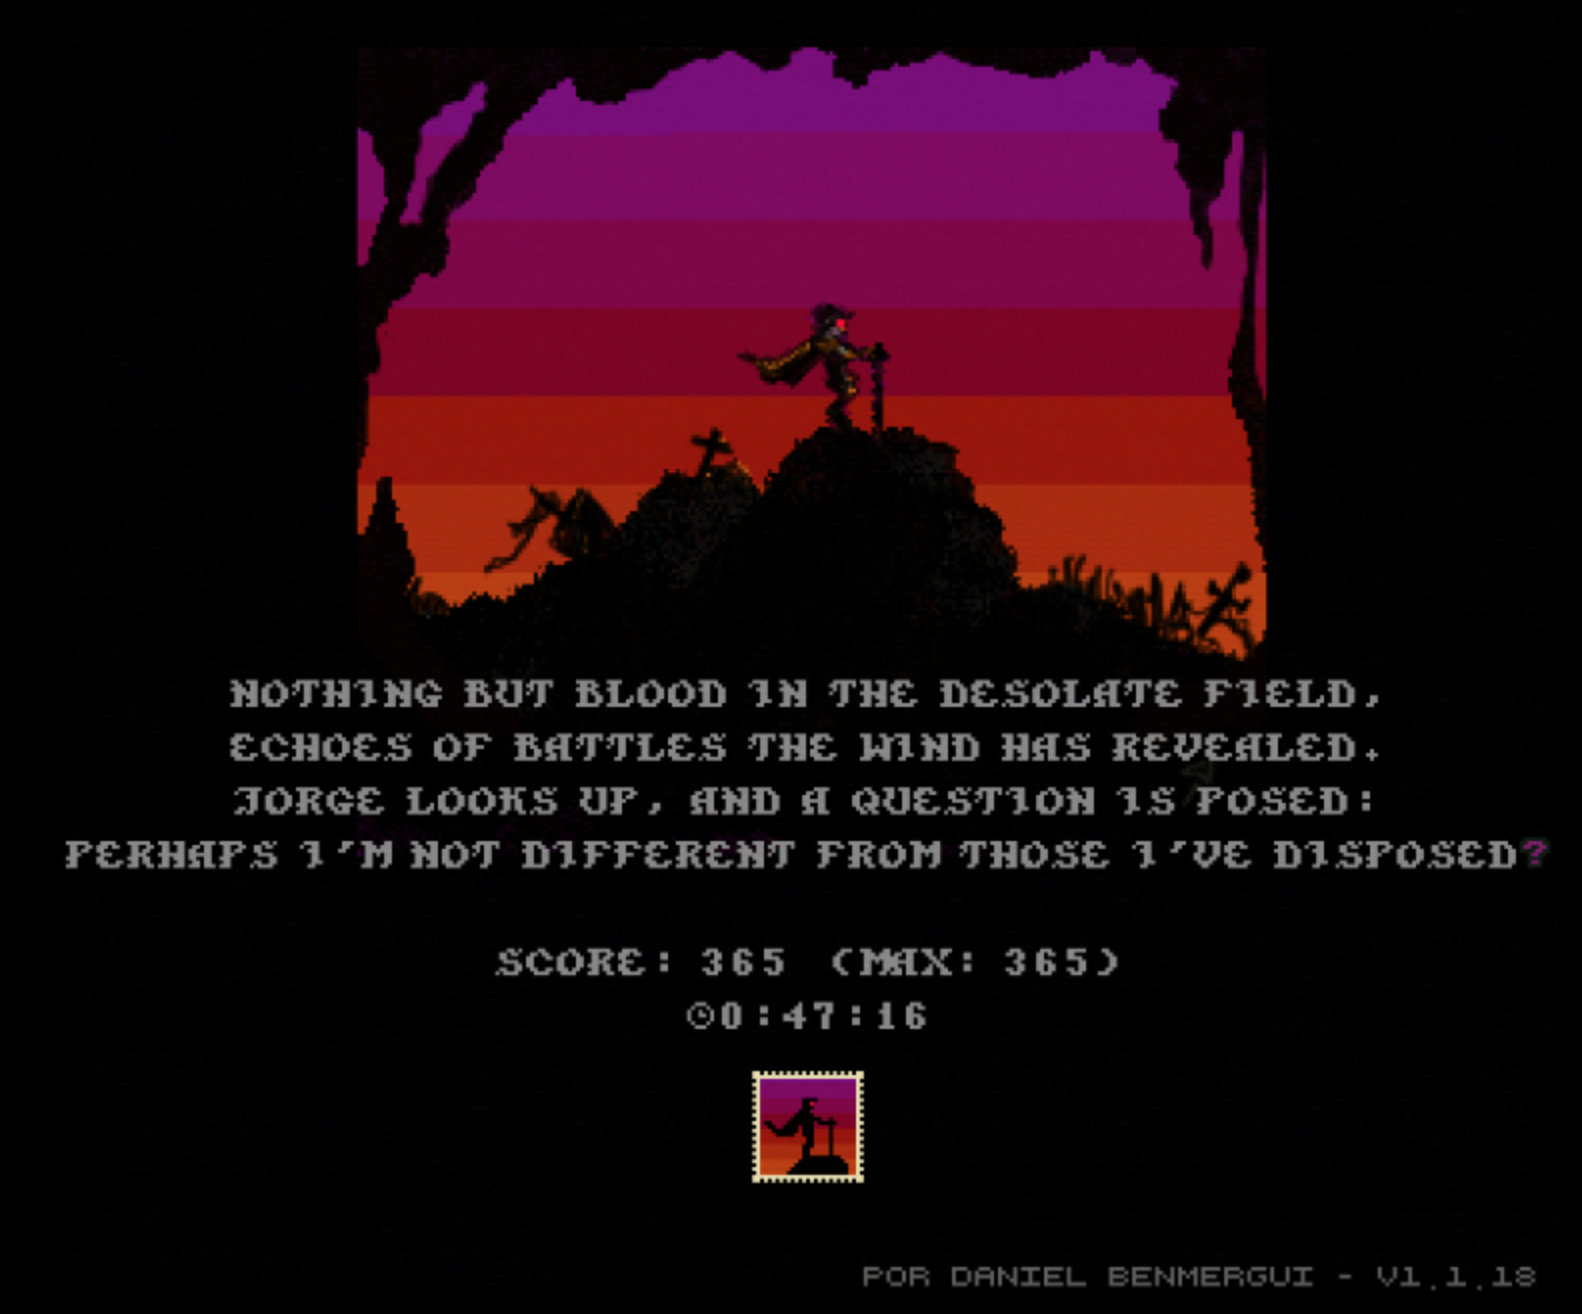 NOTHING BUT BLOOD IN THE DESOLATE FIELD,
ECHOES OF BATTLES THE WIND HAS REVEALED.
JORGE LOOKS UP, AND A QUESTION IS POSED:
PERHAPS I'M NOT DIFFERENT FROM THOSE I'VE DISPOSED?
SCORE: 365 (MAX: 365)
0:47:16
POR DANIEL BENMERGUI - V1.1.18